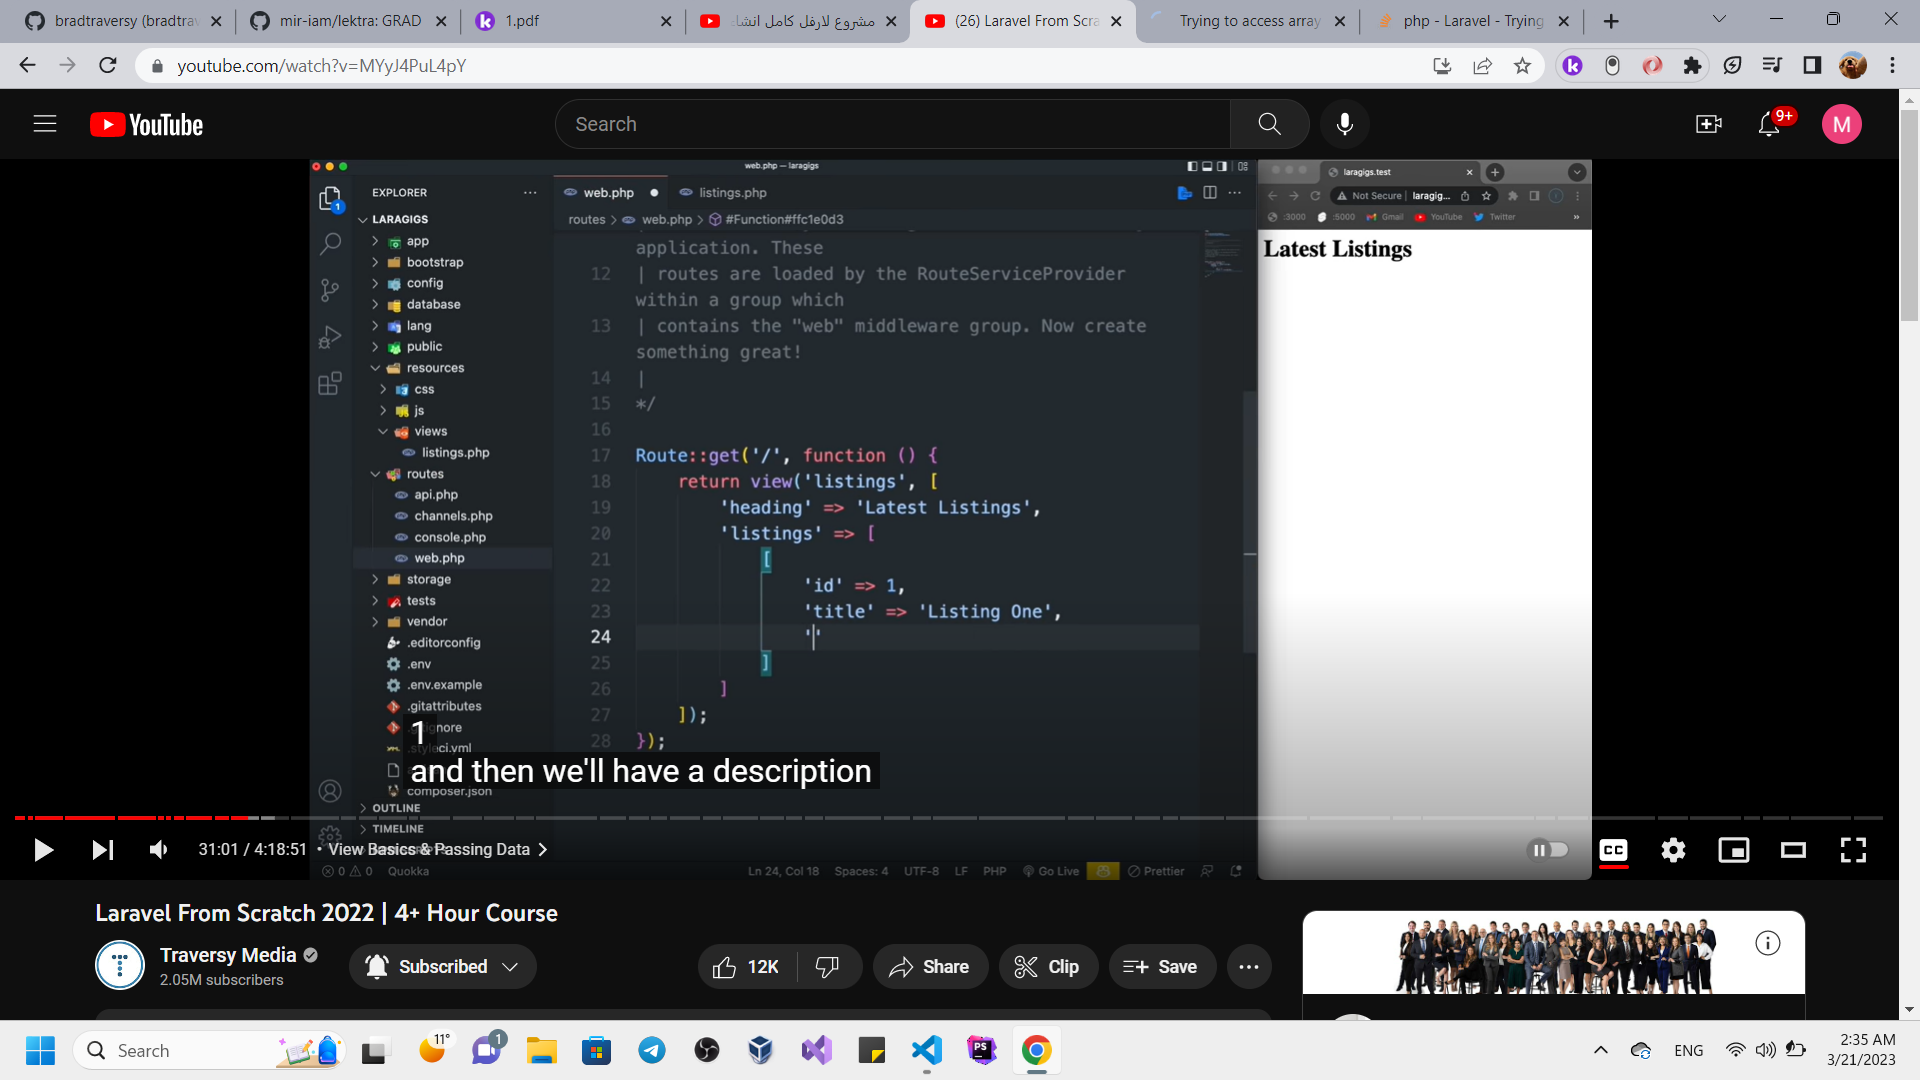 bradtraversy (bradtrav
mir-iam/lektra: GRAD
1.pdf
مشروع لارفل كامل انشاء
(26) Laravel From Scra
Trying to access array
php - Laravel - Trying
youtube.com/watch?v=MYyJ4PuL4pY
YouTube
Search
9+
M
web.php — laragigs
EXPLORER
LARAGIGS
app
bootstrap
config
database
lang
public
resources
css
js
views
listings.php
routes
api.php
channels.php
console.php
web.php
storage
tests
vendor
.editorconfig
.env
.env.example
.gitattributes
composer.json
OUTLINE
TIMELINE
web.php
listings.php
routes > web.php > #Function#ffc1e0d3
application. These
12 | routes are loaded by the RouteServiceProvider
within a group which
13 | contains the "web" middleware group. Now create
something great!
14 |
15 */
16
17 Route::get('/', function () {
18 return view('listings', [
19 'heading' => 'Latest Listings',
20 'listings' => [
21 [
22 'id' => 1,
23 'title' => 'Listing One',
24 ''
25 ]
26 ]
27 ]);
28 });
laragigs.test
Not Secure | laragig...
:3000
:5000
Gmail
YouTube
Twitter
»
Latest Listings
1
and then we'll have a description
31:01 / 4:18:51 • View Basics & Passing Data
0 0 Quokka
Ln 24, Col 18 Spaces: 4 UTF-8 LF PHP Go Live Prettier
CC
Laravel From Scratch 2022 | 4+ Hour Course
Traversy Media
2.05M subscribers
Subscribed
12K
Share
Clip
Save
Search
11°
1
PS
ENG
2:35 AM
3/21/2023